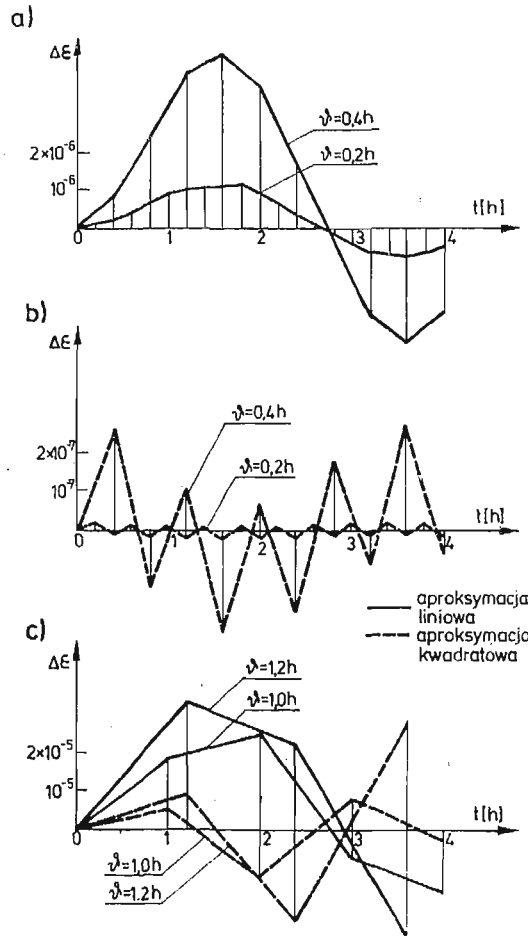 a)
Δε
ϑ=0,4h
ϑ=0,2h
2×10⁻⁶
10⁻⁶
t[h]
0 1 2 3 4
b)
Δε
ϑ=0,4h
ϑ=0,2h
2×10⁻⁷
10⁻⁷
t[h]
0 1 2 3 4
aproksymacja
liniowa
aproksymacja
kwadratowa
c)
Δε
ϑ=1,2h
ϑ=1,0h
2×10⁻⁵
10⁻⁵
t[h]
0 1 2 3 4
ϑ=1,0h
ϑ=1.2h